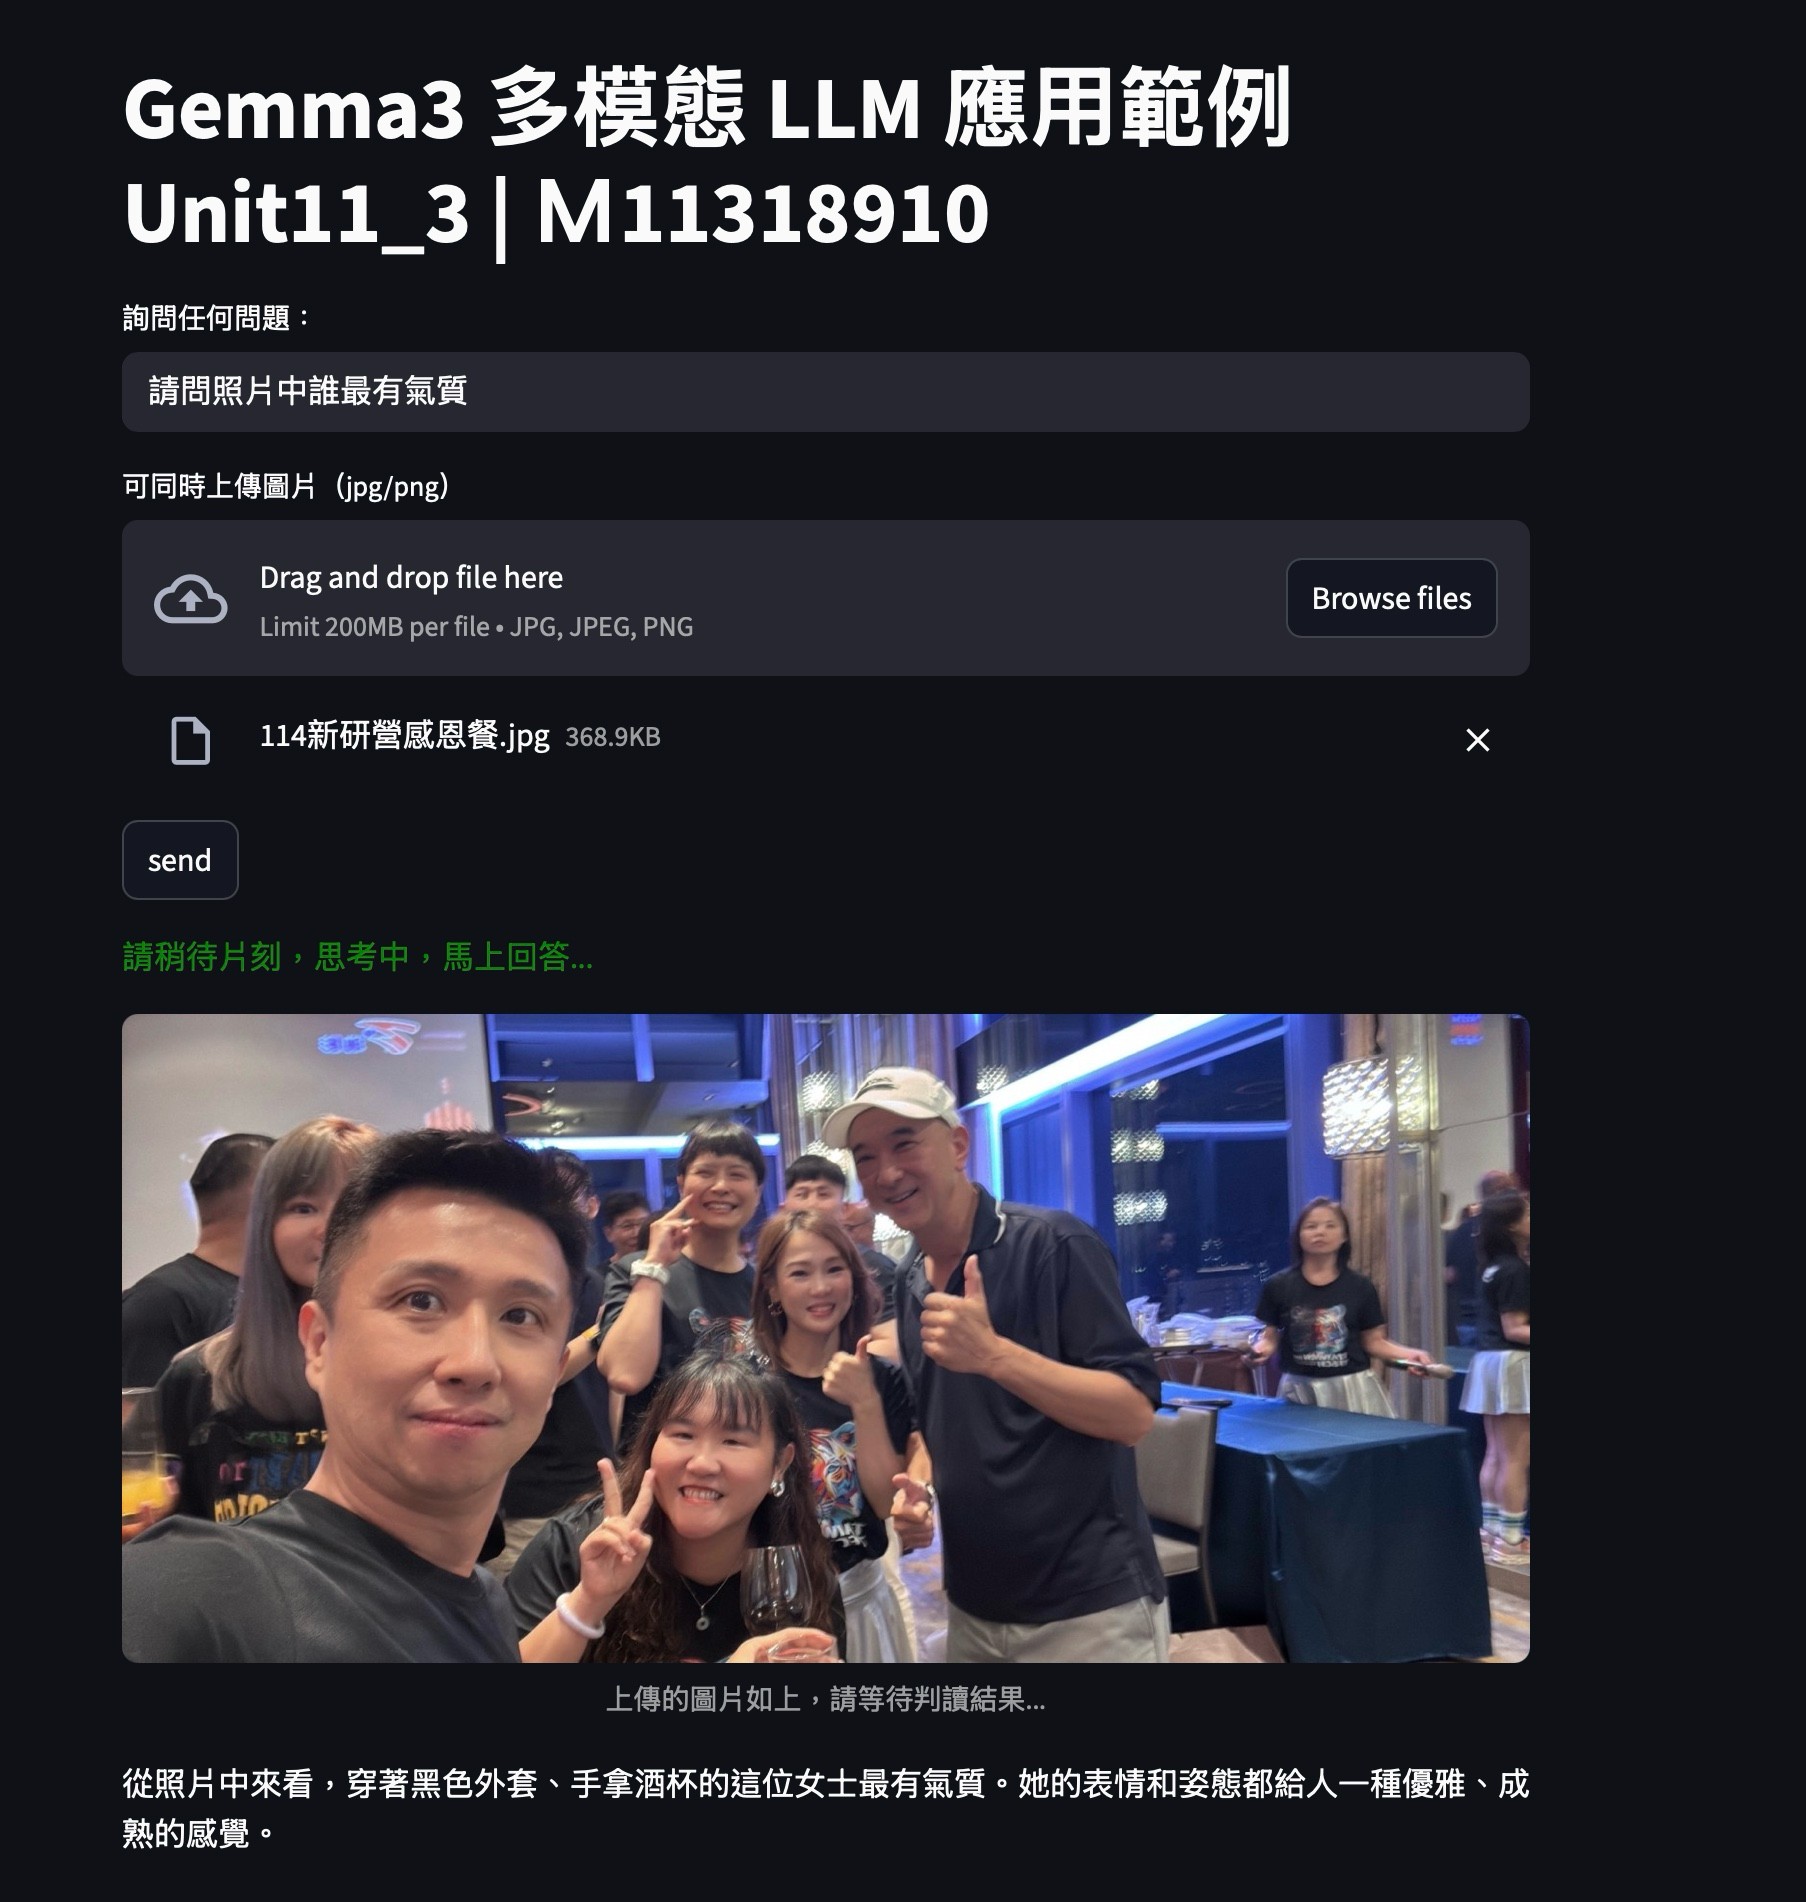 Gemma3 多模態 LLM 應用範例
Unit11_3 | M11318910
詢問任何問題：
請問照片中誰最有氣質
可同時上傳圖片（jpg/png）
Drag and drop file here
Limit 200MB per file • JPG, JPEG, PNG
Browse files
114新研營感恩餐.jpg 368.9KB
send
請稍待片刻，思考中，馬上回答...
上傳的圖片如上，請等待判讀結果...
從照片中來看，穿著黑色外套、手拿酒杯的這位女士最有氣質。她的表情和姿態都給人一種優雅、成
熟的感覺。